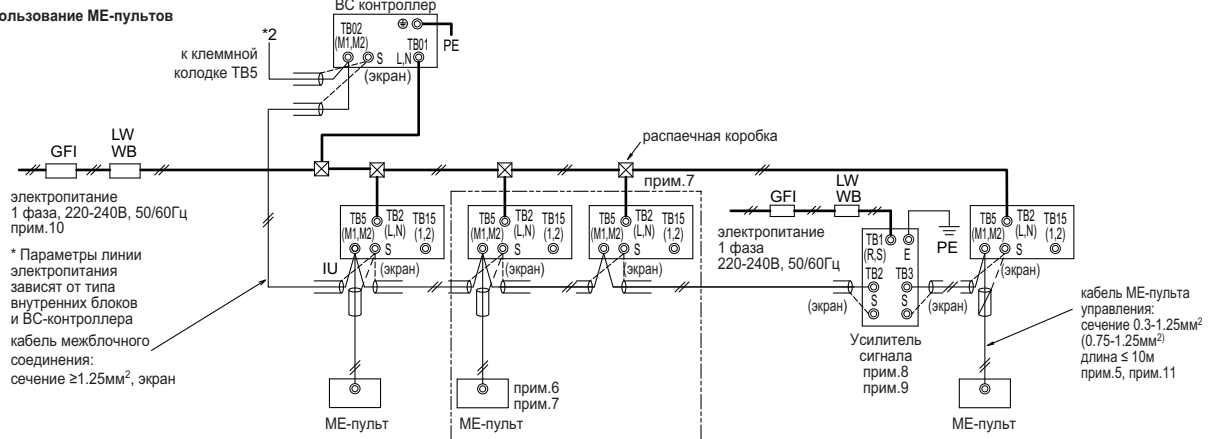 ользование МЕ-пультов
ВС контроллер
*2
TB02
(M1,M2)
S
TB01
L,N
PE
(экран)
к клеммной
колодке TB5
GFI
LW
WB
распаечная коробка
прим.7
электропитание
1 фаза, 220-240В, 50/60Гц
прим.10
* Параметры линии
электропитания
зависят от типа
внутренних блоков
и ВС-контроллера
кабель межблочного
соединения:
сечение ≥1.25мм², экран
IU
TB5
(M1,M2)
TB2
(L,N)
S
TB15
(1,2)
(экран)
TB5
(M1,M2)
TB2
(L,N)
S
TB15
(1,2)
(экран)
TB5
(M1,M2)
TB2
(L,N)
S
TB15
(1,2)
(экран)
GFI
LW
WB
электропитание
1 фаза
220-240В, 50/60Гц
TB1
(R,S)
E
PE
TB2
S
TB3
S
(экран)
(экран)
Усилитель
сигнала
прим.8
прим.9
TB5
(M1,M2)
TB2
(L,N)
S
TB15
(1,2)
(экран)
кабель МЕ-пульта
управления:
сечение 0.3-1.25мм²
(0.75-1.25мм²)
длина ≤ 10м
прим.5, прим.11
МЕ-пульт
прим.6
прим.7
МЕ-пульт
МЕ-пульт